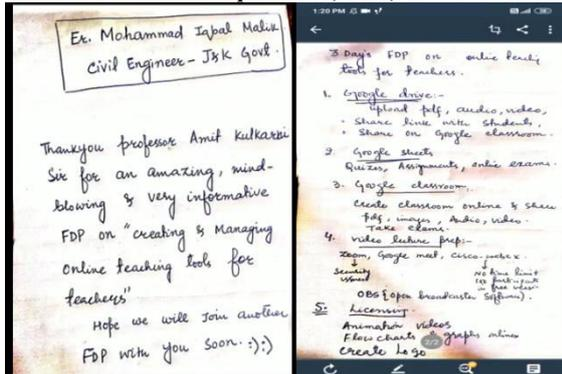 Er. Mohammad Iqbal Malik
Civil Engineer - J&K Govt.
Thankyou professor Amit Kulkarni
Sir for an amazing, mind-
blowing & very informative
FDP on "creating & Managing
Online teaching tools for
teachers"
Hope we will Join another
FDP with you Soon. :):)
1:20 PM
3 Day's FDP on online
tools for teachers.
1. Google drive:-
upload pdf, audio, video,
• Share link with Students,
• Share on Google classroom.
2. Google sheets
Quizes, Assignments, online exams.
3. Google classroom.
Create classroom online & Share
Pdf, images, Audio, video.
Take exams.
4. video lecture prep:-
Zoom, Google meet, cisco-webex.
Security
issues
No time limit
in free
OBS (open broadcaster Software).
5. Licensing
Animation videos
Flow charts graphs online
2/2
Create Logo